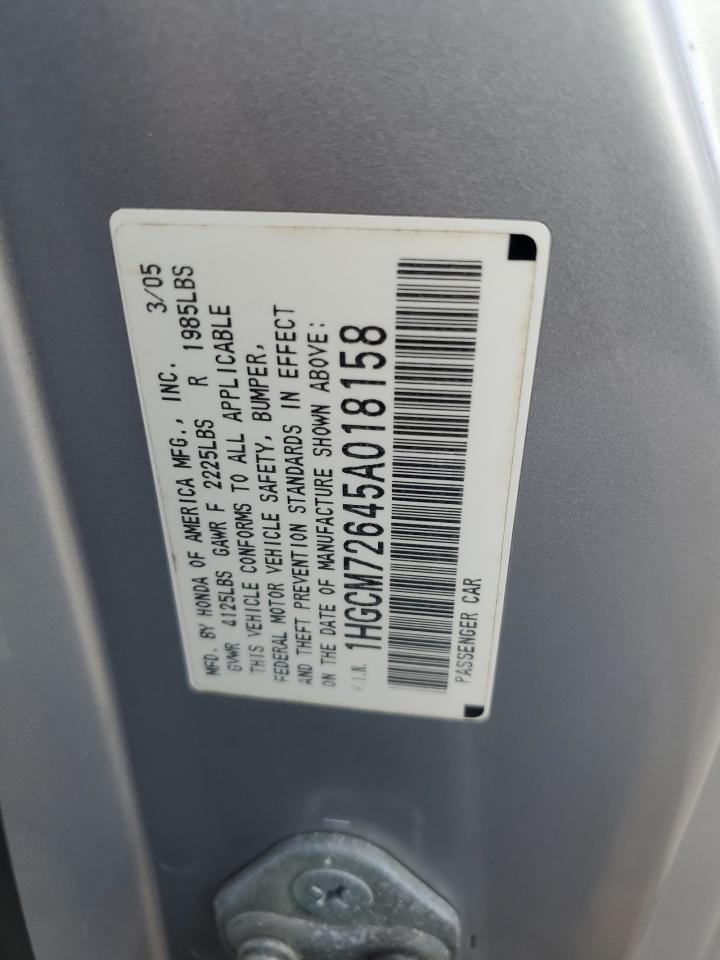 MFD. BY HONDA OF AMERICA MFG., INC. 3/05
GVWR 4125LBS GAWR F 2225LBS R 1985LBS
THIS VEHICLE CONFORMS TO ALL APPLICABLE
FEDERAL MOTOR VEHICLE SAFETY, BUMPER,
AND THEFT PREVENTION STANDARDS IN EFFECT
ON THE DATE OF MANUFACTURE SHOWN ABOVE:
V.I.N. 1HGCM72645A018158
PASSENGER CAR